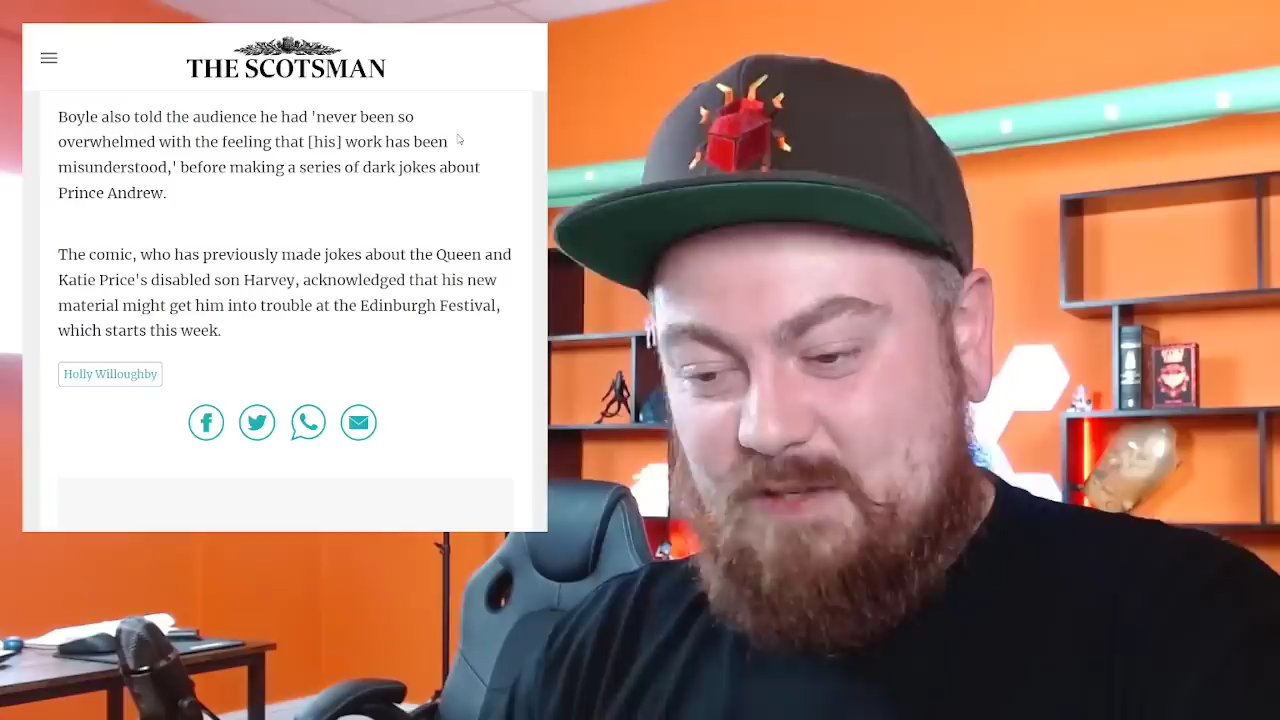 THE SCOTSMAN
Boyle also told the audience he had 'never been so
overwhelmed with the feeling that [his] work has been
misunderstood,' before making a series of dark jokes about
Prince Andrew.
The comic, who has previously made jokes about the Queen and
Katie Price's disabled son Harvey, acknowledged that his new
material might get him into trouble at the Edinburgh Festival,
which starts this week.
Holly Willoughby